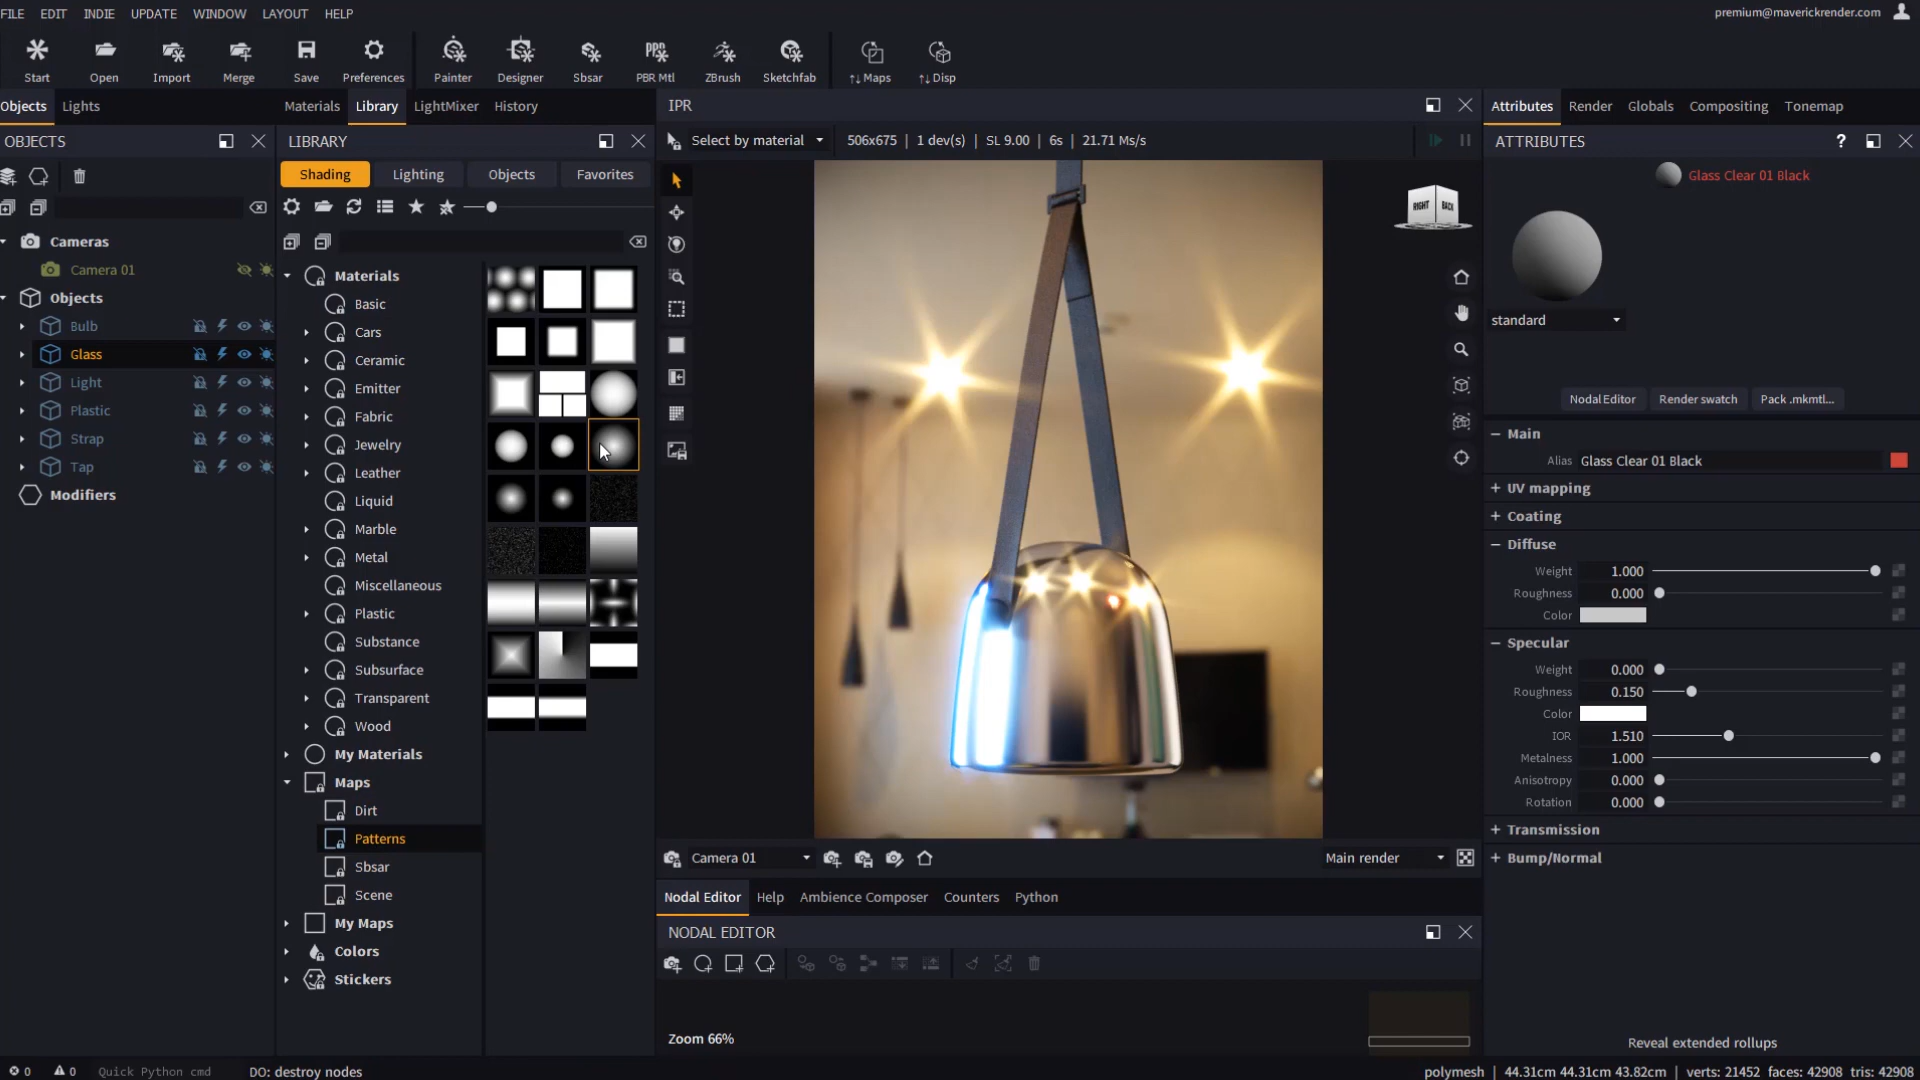 FILE EDIT INDIE UPDATE WINDOW LAYOUT HELP
premium@maverickrender.com
Start Open Import Merge Save Preferences Painter Designer Sbsar PBR Mtl ZBrush Sketchfab ↑↓ Maps ↑↓ Disp
PBR
Objects Lights
Materials Library LightMixer History
IPR
Attributes Render Globals Compositing Tonemap
OBJECTS
LIBRARY
Select by material
506x675 | 1 dev(s) | SL 9.00 | 6s | 21.71 Ms/s
ATTRIBUTES
?
Shading Lighting Objects Favorites
Glass Clear 01 Black
RIGHT BACK
Cameras
Camera 01
Objects
Bulb
Glass
Light
Plastic
Strap
Tap
Modifiers
Materials
Basic
Cars
Ceramic
Emitter
Fabric
Jewelry
Leather
Liquid
Marble
Metal
Miscellaneous
Plastic
Substance
Subsurface
Transparent
Wood
My Materials
Maps
Dirt
Patterns
Sbsar
Scene
My Maps
Colors
Stickers
standard
Nodal Editor Render swatch Pack .mkmtl...
Main
Alias Glass Clear 01 Black
UV mapping
Coating
Diffuse
Weight 1.000
Roughness 0.000
Color
Specular
Weight 0.000
Roughness 0.150
Color
IOR 1.510
Metalness 1.000
Anisotropy 0.000
Rotation 0.000
Transmission
Bump/Normal
Camera 01
Main render
Nodal Editor Help Ambience Composer Counters Python
NODAL EDITOR
Zoom 66%
Reveal extended rollups
0 0 Quick Python cmd DO: destroy nodes
polymesh | 44.31cm 44.31cm 43.82cm | verts: 21452 faces: 42908 tris: 42908